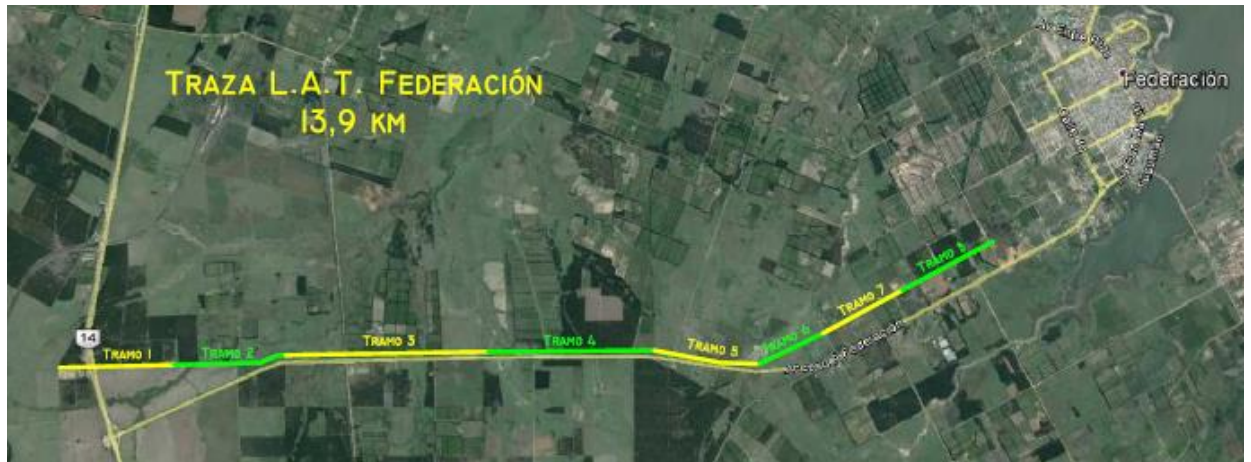 TRAZA L.A.T. FEDERACIÓN
13,9 KM
Federación
14
TRAMO 1
TRAMO 2
TRAMO 3
TRAMO 4
TRAMO 5
TRAMO 6
TRAMO 7
TRAMO 8
Federación